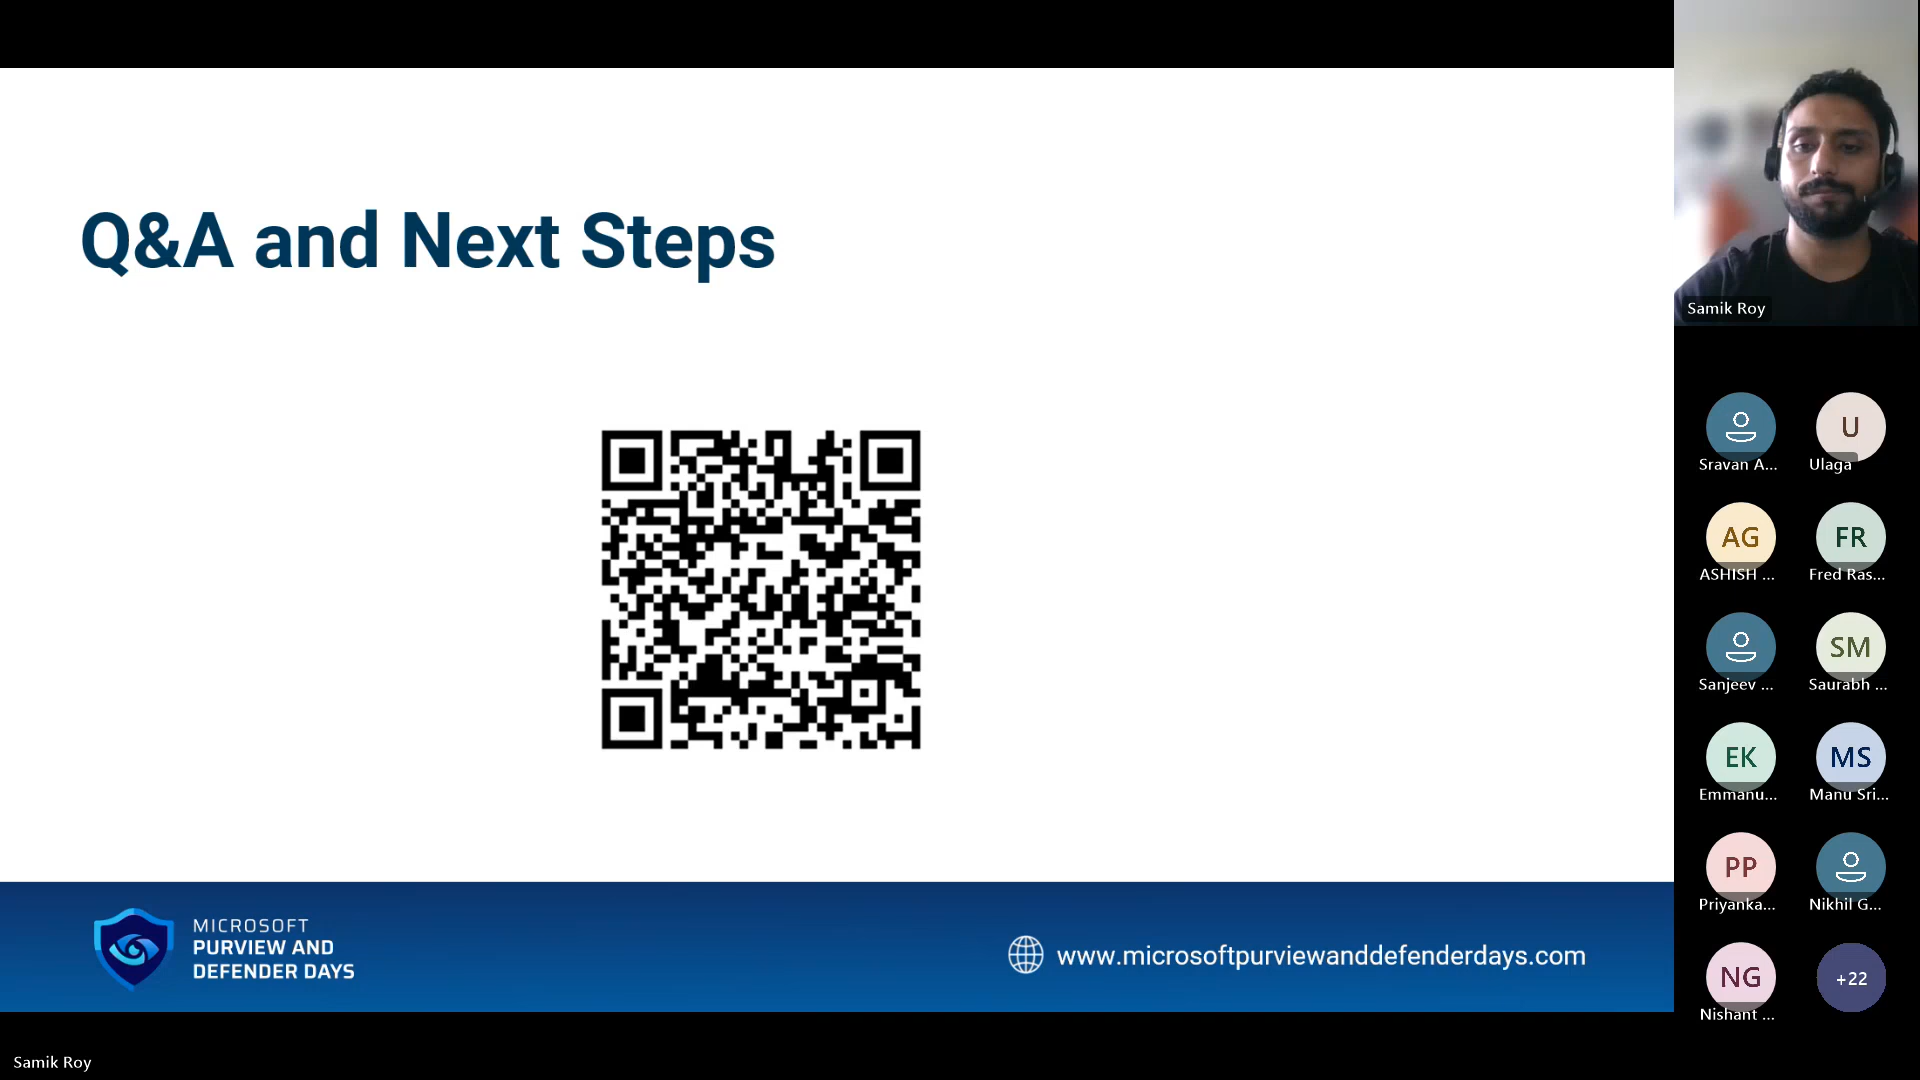 Q&A and Next Steps
MICROSOFT
PURVIEW AND
DEFENDER DAYS
www.microsoftpurviewanddefenderdays.com
Samik Roy
Sravan A...
U
Ulaga
AG
ASHISH ...
FR
Fred Ras...
Sanjeev ...
SM
Saurabh ...
EK
Emmanu...
MS
Manu Sri...
PP
Priyanka...
Nikhil G...
NG
Nishant ...
+22
Samik Roy